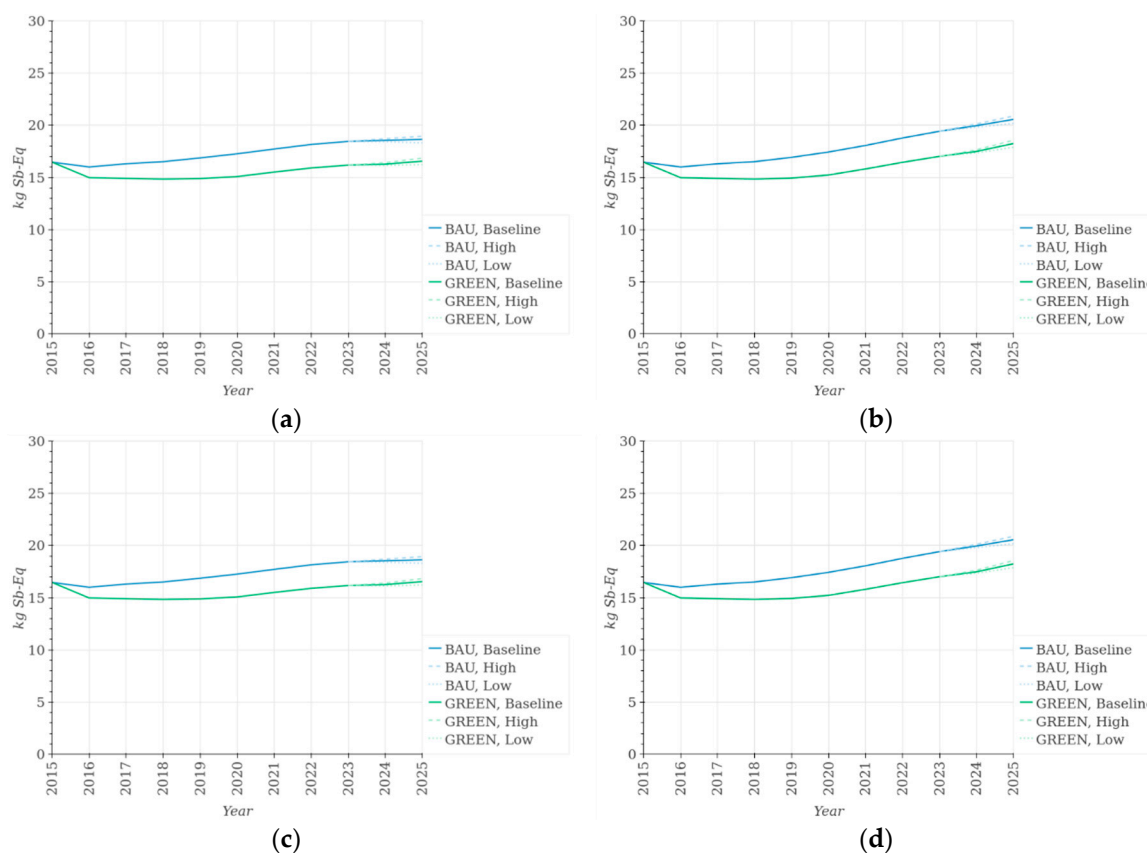 30
25
20
15
10
5
0
kg Sb-Eq
BAU, Baseline
BAU, High
BAU, Low
GREEN, Baseline
GREEN, High
GREEN, Low
2015 2016 2017 2018 2019 2020 2021 2022 2023 2024 2025
Year
(a)
30
25
20
15
10
5
0
kg Sb-Eq
BAU, Baseline
BAU, High
BAU, Low
GREEN, Baseline
GREEN, High
GREEN, Low
2015 2016 2017 2018 2019 2020 2021 2022 2023 2024 2025
Year
(b)
30
25
20
15
10
5
0
kg Sb-Eq
BAU, Baseline
BAU, High
BAU, Low
GREEN, Baseline
GREEN, High
GREEN, Low
2015 2016 2017 2018 2019 2020 2021 2022 2023 2024 2025
Year
(c)
30
25
20
15
10
5
0
kg Sb-Eq
BAU, Baseline
BAU, High
BAU, Low
GREEN, Baseline
GREEN, High
GREEN, Low
2015 2016 2017 2018 2019 2020 2021 2022 2023 2024 2025
Year
(d)